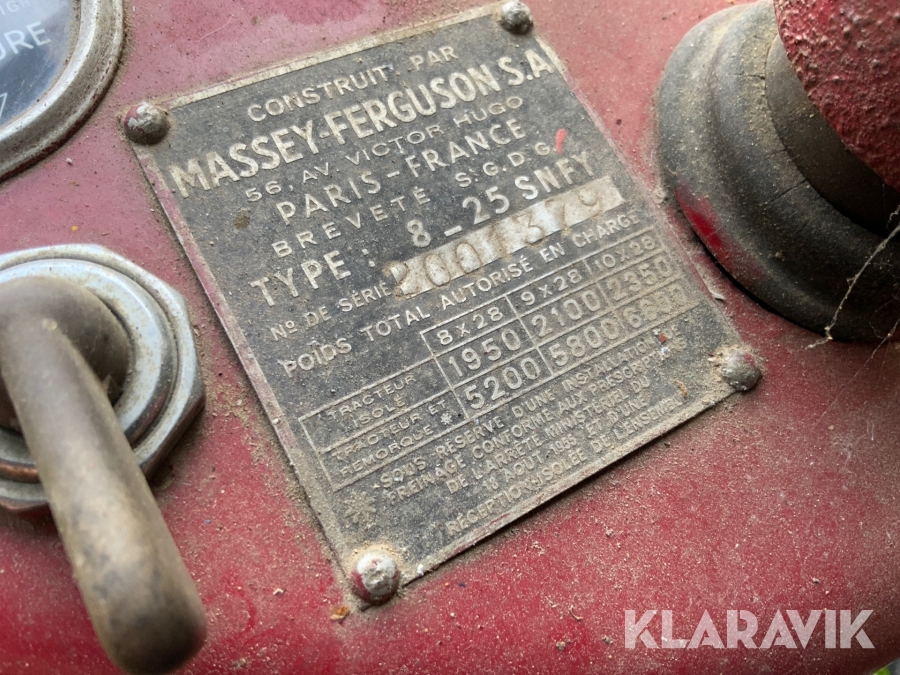 URE
CONSTRUIT PAR
MASSEY-FERGUSON S.A
56, AV. VICTOR HUGO
PARIS-FRANCE
BREVETÉ S.G.D.G.
TYPE : 8-25 SNFY
Nº DE SÉRIE 2001379
POIDS TOTAL AUTORISÉ EN CHARGE
8 x 28 9 x 28 10 x 28
TRACTEUR ISOLÉ 1950 2100 2350
TRACTEUR ET REMORQUE * 5200 5800
* SOUS RÉSERVE D'UNE INSTALLATION DE
FREINAGE CONFORME AUX PRESCRIPTIONS
DE L'ARRÊTÉ MINISTÉRIEL DU
18 AOUT 1955 ET D'UNE
RÉCEPTION ISOLÉE DE L'ENSEMBLE
KLARAVIK